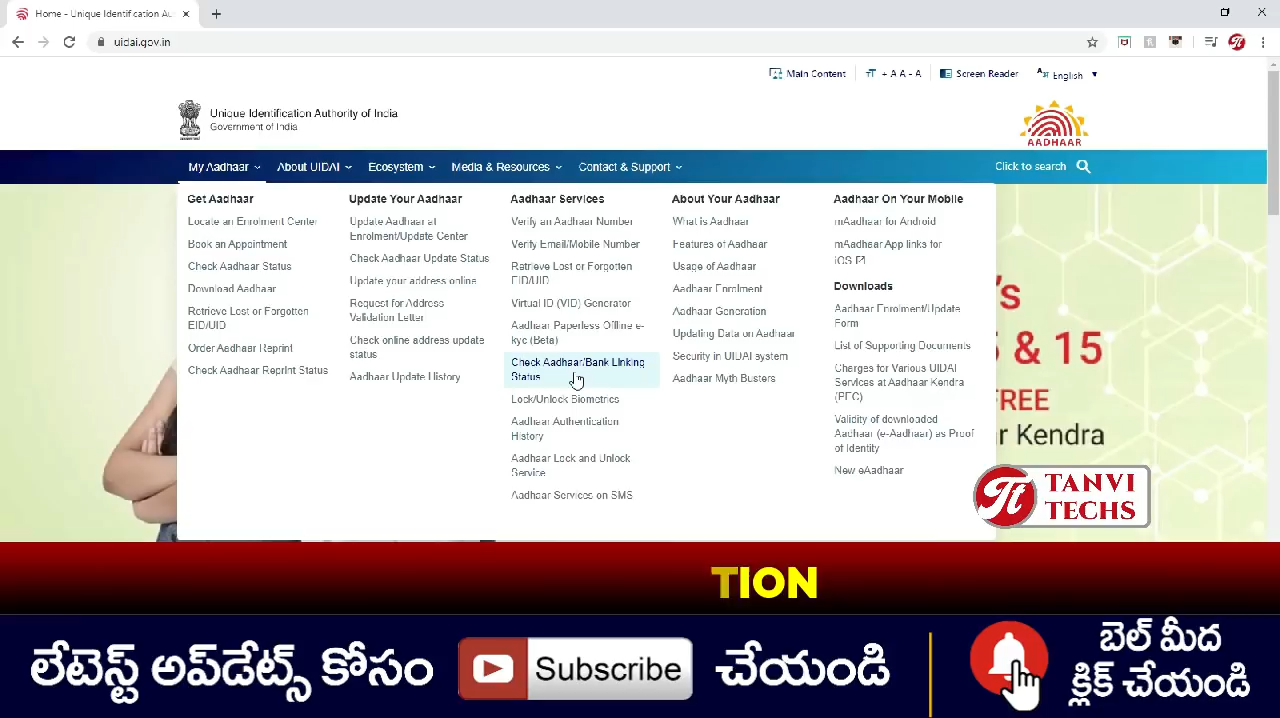 Home - Unique Identification Au
uidai.gov.in
Main Content
+ A A - A
Screen Reader
English
Unique Identification Authority of India
Government of India
AADHAAR
My Aadhaar
About UIDAI
Ecosystem
Media & Resources
Contact & Support
Click to search
Get Aadhaar
Locate an Enrolment Center
Book an Appointment
Check Aadhaar Status
Download Aadhaar
Retrieve Lost or Forgotten
EID/UID
Order Aadhaar Reprint
Check Aadhaar Reprint Status
Update Your Aadhaar
Update Aadhaar at
Enrolment/Update Center
Check Aadhaar Update Status
Update your address online
Request for Address
Validation Letter
Check online address update
status
Aadhaar Update History
Aadhaar Services
Verify an Aadhaar Number
Verify Email/Mobile Number
Retrieve Lost or Forgotten
EID/UID
Virtual ID (VID) Generator
Aadhaar Paperless Offline e-
kyc (Beta)
Check Aadhaar/Bank Linking
Status
Lock/Unlock Biometrics
Aadhaar Authentication
History
Aadhaar Lock and Unlock
Service
Aadhaar Services on SMS
About Your Aadhaar
What is Aadhaar
Features of Aadhaar
Usage of Aadhaar
Aadhaar Enrolment
Aadhaar Generation
Updating Data on Aadhaar
Security in UIDAI system
Aadhaar Myth Busters
Aadhaar On Your Mobile
mAadhaar for Android
mAadhaar App links for
iOS
Downloads
Aadhaar Enrolment/Update
Form
List of Supporting Documents
Charges for Various UIDAI
Services at Aadhaar Kendra
(PEC)
Validity of downloaded
Aadhaar (e-Aadhaar) as Proof
of Identity
New eAadhaar
's
& 15
FREE
r Kendra
TANVI
TECHS
TION
లేటెస్ట్ అప్‌డేట్స్ కోసం Subscribe చేయండి
బెల్ మీద
క్లిక్ చేయండి